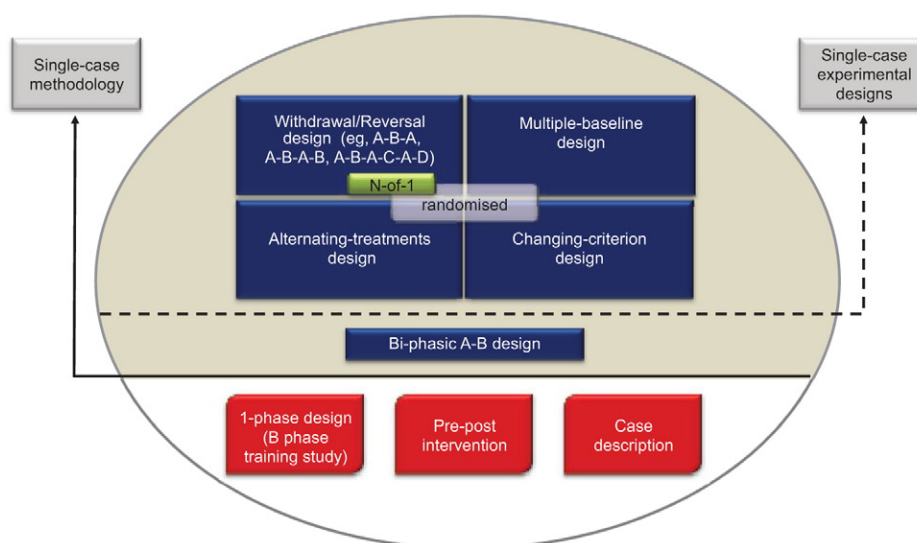 Single-case
methodology
Single-case
experimental
designs
Withdrawal/Reversal
design (eg, A-B-A,
A-B-A-B, A-B-A-C-A-D)
Multiple-baseline
design
N-of-1
randomised
Alternating-treatments
design
Changing-criterion
design
Bi-phasic A-B design
1-phase design
(B phase
training study)
Pre-post
intervention
Case
description